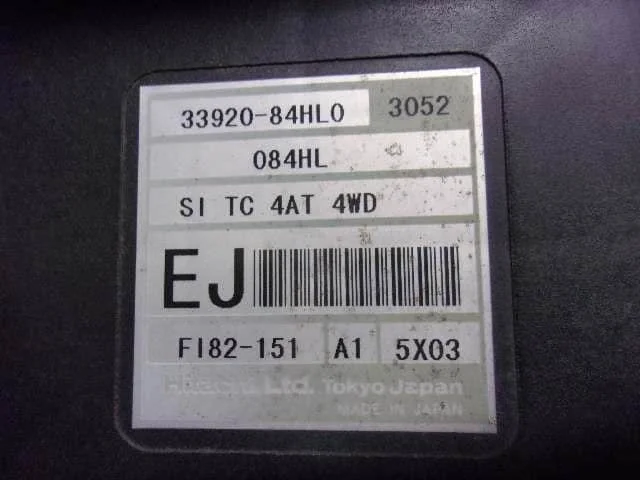 33920-84HL0 3052
084HL
SI TC 4AT 4WD
EJ
FI82-151 A1 5X03
Hitachi, Ltd. Tokyo Japan
MADE IN JAPAN